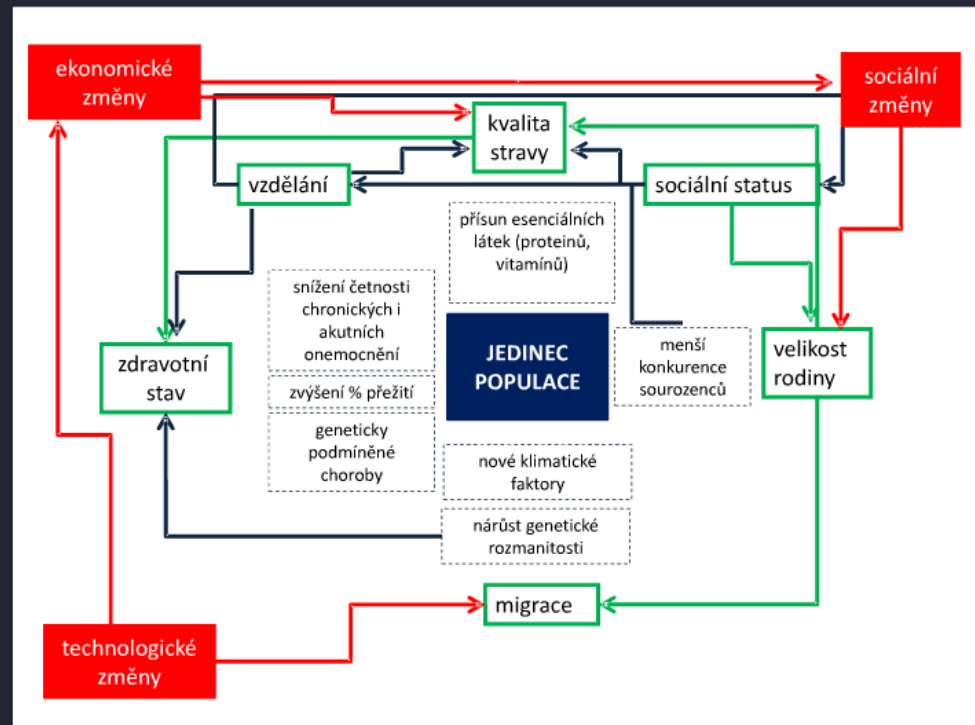 ekonomické
změny
sociální
změny
kvalita
stravy
vzdělání
sociální status
přísun esenciálních
látek (proteinů,
vitamínů)
snížení četnosti
chronických i
akutních
onemocnění
zdravotní
stav
zvýšení % přežití
geneticky
podmíněné
choroby
JEDINEC
POPULACE
menší
konkurence
sourozenců
velikost
rodiny
nové klimatické
faktory
nárůst genetické
rozmanitosti
migrace
technologické
změny